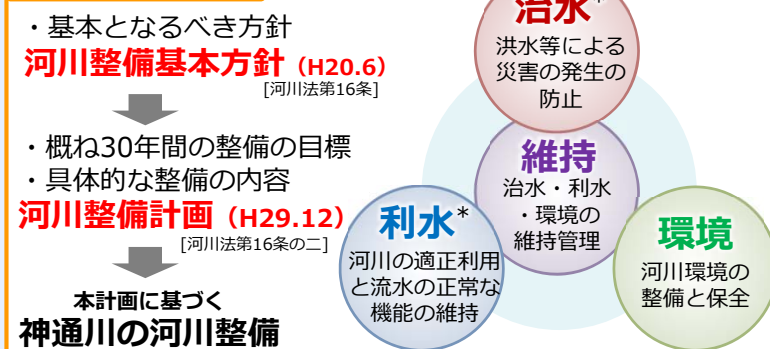 ・基本となるべき方針
河川整備基本方針（H20.6）
[河川法第16条]
・概ね30年間の整備の目標
・具体的な整備の内容
河川整備計画（H29.12）
[河川法第16条の二]
本計画に基づく
神通川の河川整備
治水*
洪水等による
災害の発生の
防止
維持
治水・利水
・環境の
維持管理
利水*
河川の適正利用
と流水の正常な
機能の維持
環境
河川環境の
整備と保全